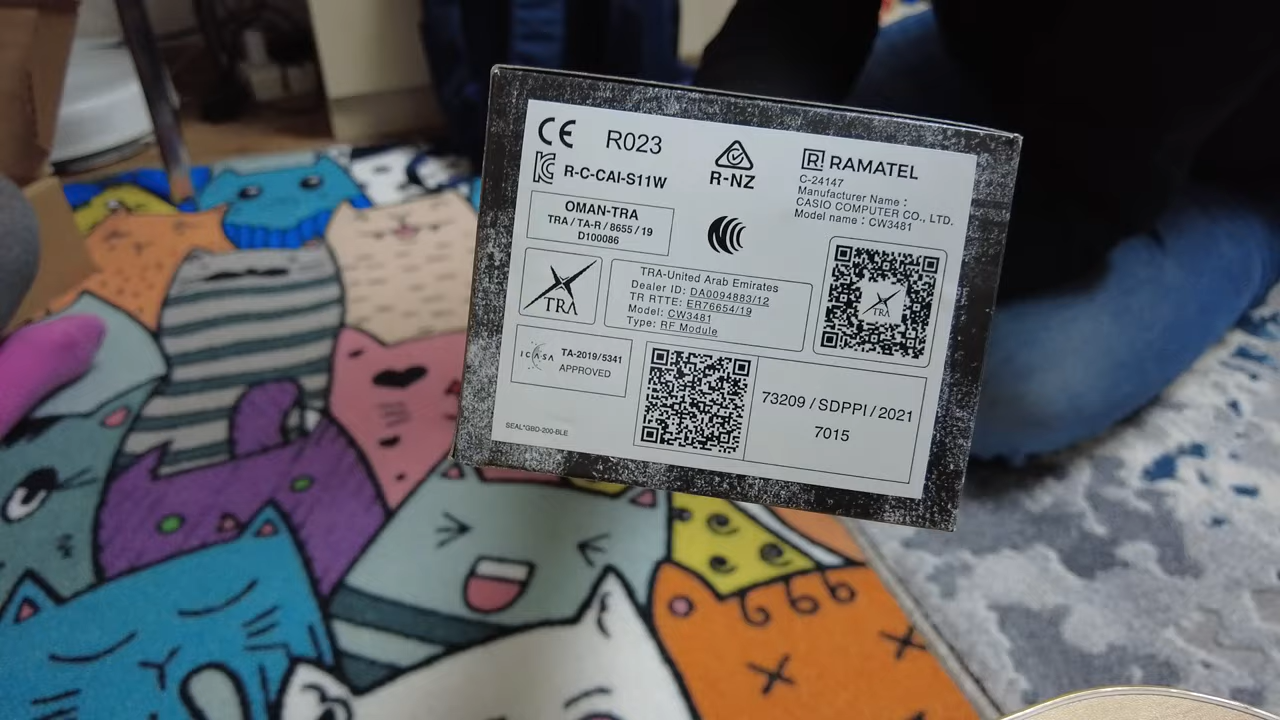 CE R023
R-C-CAI-S11W
R-NZ
RAMATEL
C-24147
Manufacturer Name :
CASIO COMPUTER CO., LTD.
Model name : CW3481
OMAN-TRA
TRA / TA-R / 8655 / 19
D100086
TRA
TRA-United Arab Emirates
Dealer ID: DA0094883/12
TR RTTE: ER76654/19
Model: CW3481
Type: RF Module
TRA
ICASA
TA-2019/5341
APPROVED
73209 / SDPPI / 2021
7015
SEAL*GBD-200-BLE